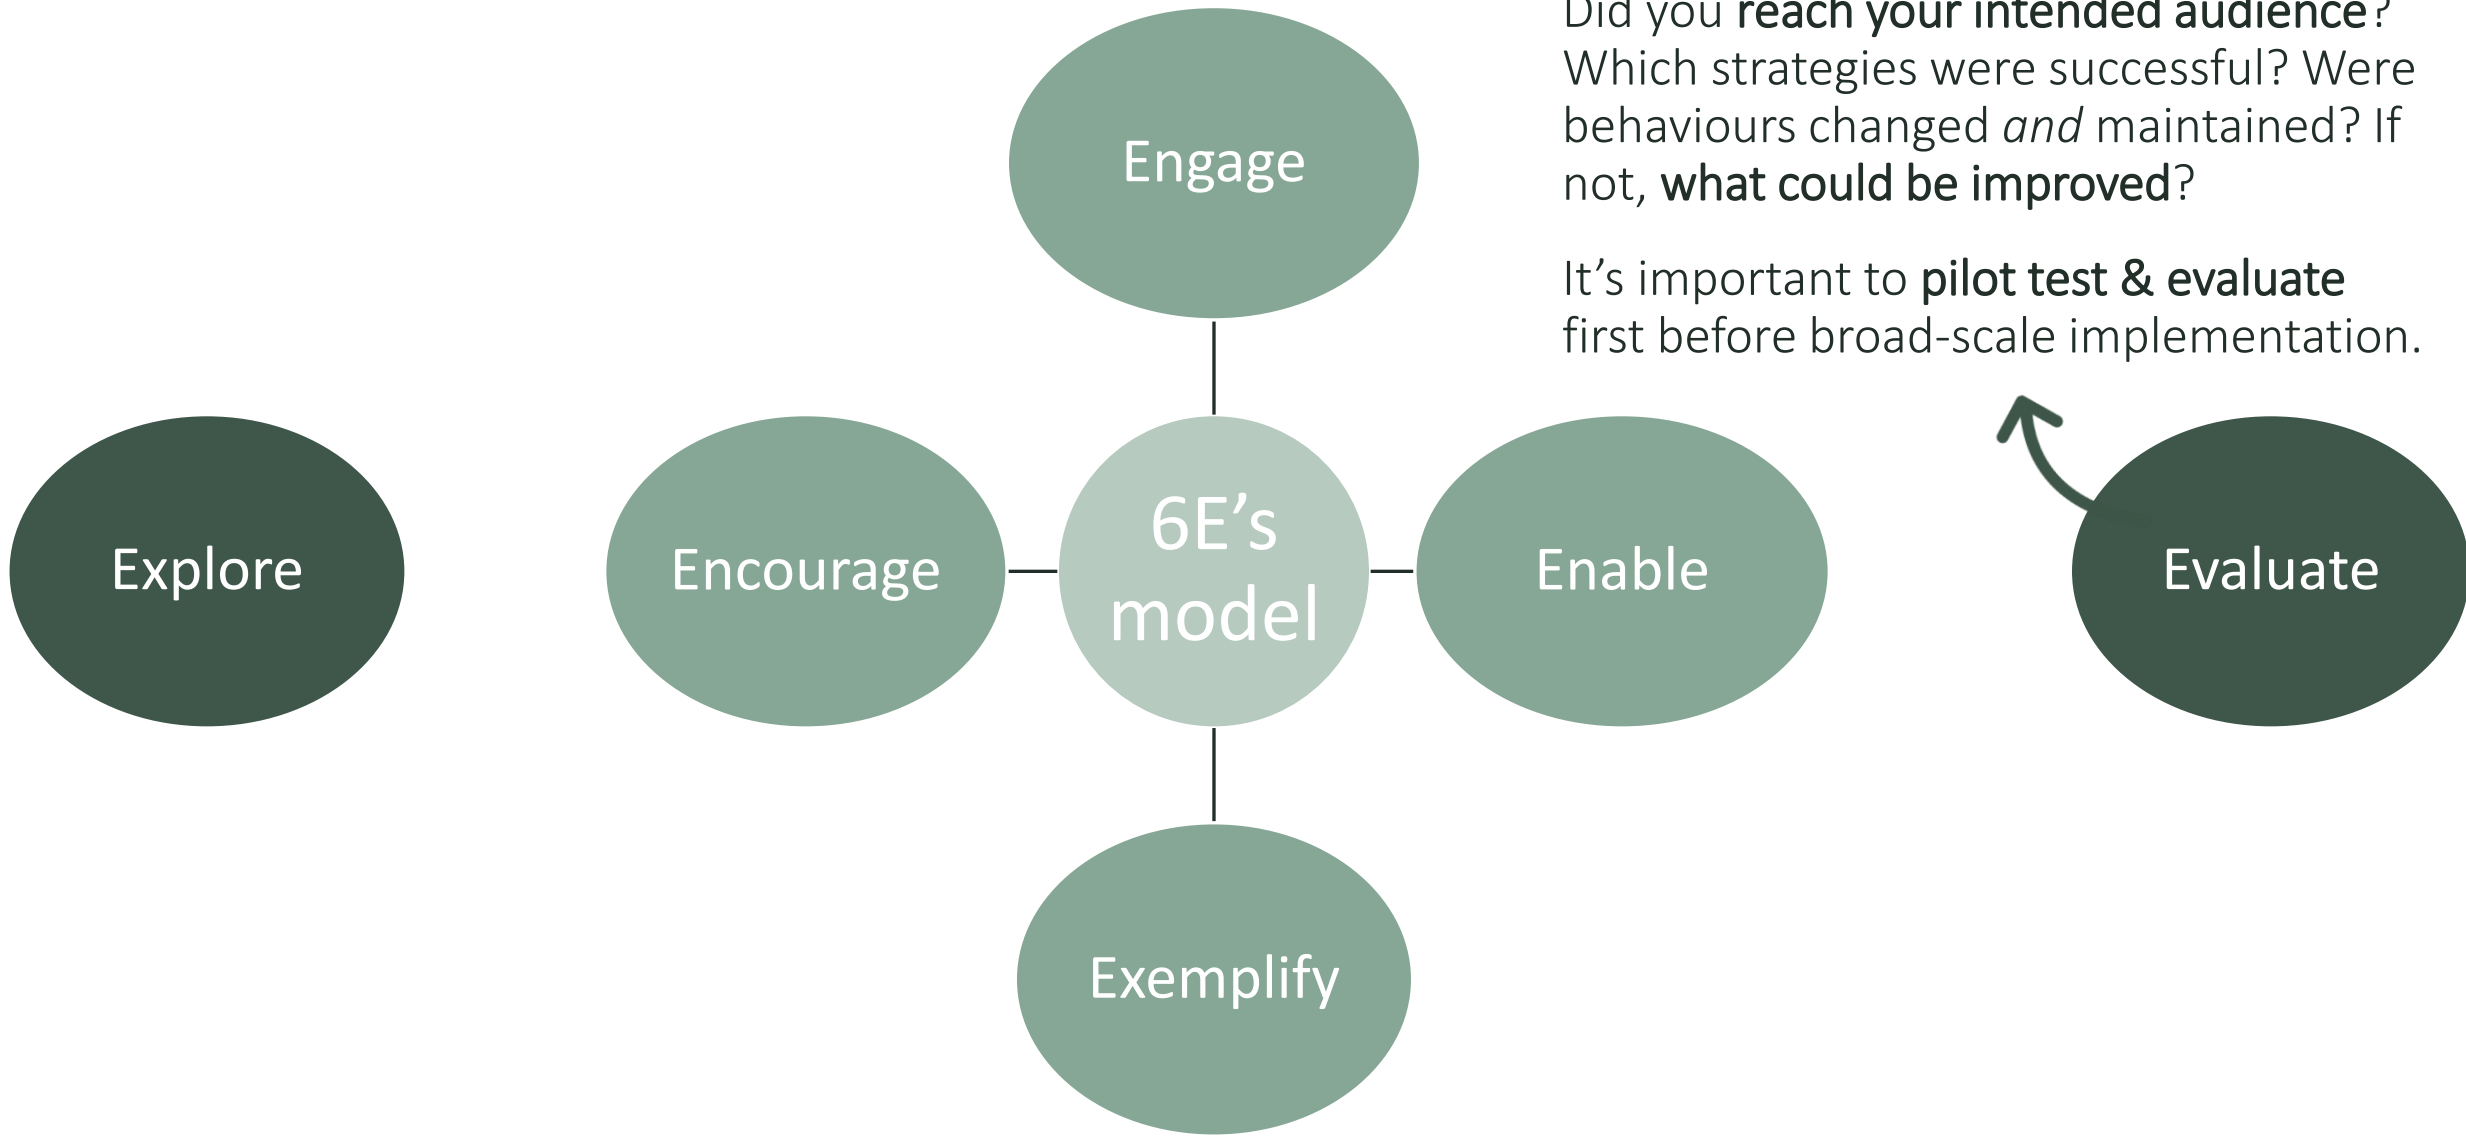 Did you reach your intended audience?
Which strategies were successful? Were
behaviours changed and maintained? If
not, what could be improved?
It’s important to pilot test & evaluate
first before broad-scale implementation.
Engage
Explore
Encourage
6E’s
model
Enable
Evaluate
Exemplify